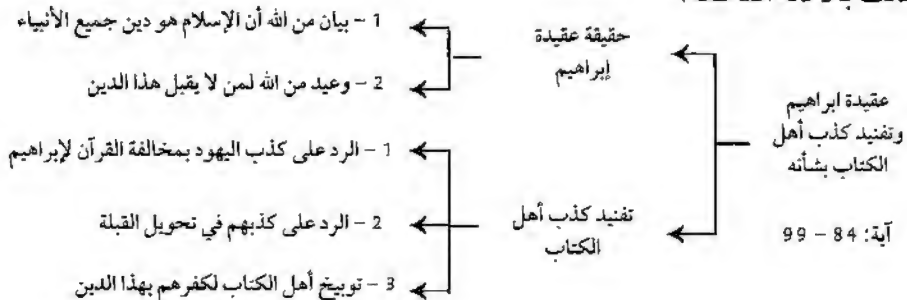 عقيدة ابراهيم
وتفنيد كذب أهل
الكتاب بشأنه
آية: 84 – 99
حقيقة عقيدة
إبراهيم
1 – بيان من الله أن الإسلام هو دين جميع الأنبياء
2 – وعيد من الله لمن لا يقبل هذا الدين
تفنيد كذب أهل
الكتاب
1 – الرد على كذب اليهود بمخالفة القرآن لإبراهيم
2 – الرد على كذبهم في تحويل القبلة
3 – توبيخ أهل الكتاب لكفرهم بهذا الدين